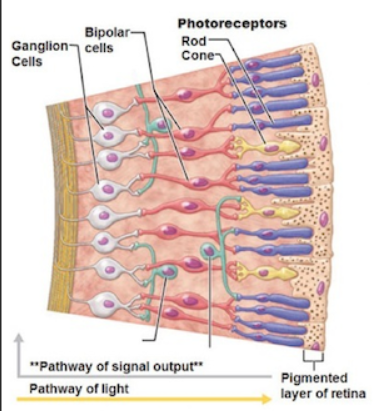 Photoreceptors
Bipolar
cells
Rod
Cone
Ganglion
Cells
**Pathway of signal output**
Pathway of light
Pigmented
layer of retina